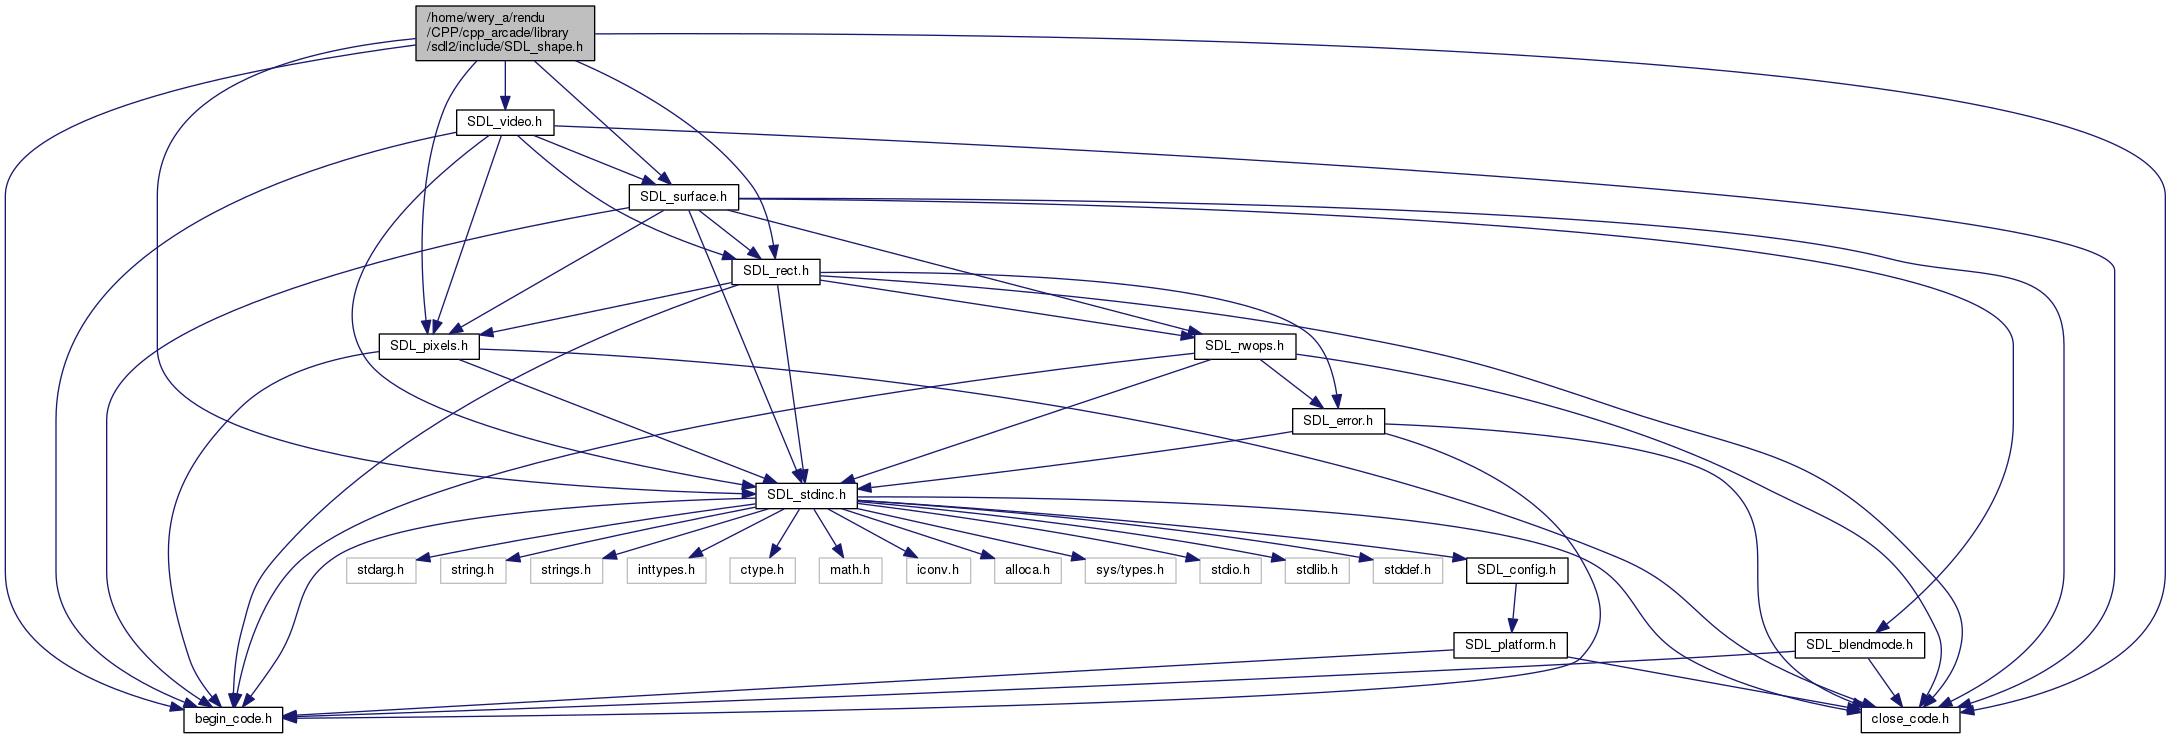 /home/wery_a/rendu
/CPP/cpp_arcade/library
/sdl2/include/SDL_shape.h
SDL_video.h
SDL_surface.h
SDL_rect.h
SDL_pixels.h
SDL_rwops.h
SDL_error.h
SDL_stdinc.h
stdarg.h
string.h
strings.h
inttypes.h
ctype.h
math.h
iconv.h
alloca.h
sys/types.h
stdio.h
stdlib.h
stddef.h
SDL_config.h
SDL_platform.h
SDL_blendmode.h
begin_code.h
close_code.h